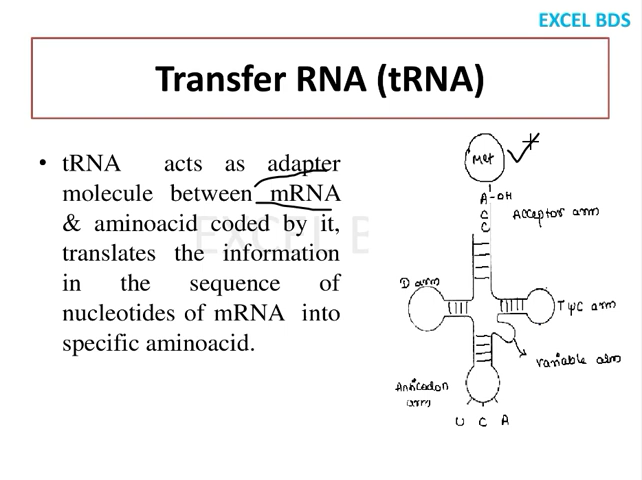 EXCEL BDS
Transfer RNA (tRNA)
• tRNA acts as adapter
molecule between mRNA
& aminoacid coded by it,
translates the information
in the sequence of
nucleotides of mRNA into
specific aminoacid.
EXCEL B
Met
A-OH
C
C
Acceptor arm
D arm
TψC arm
variable arm
Anticodon
arm
U C A